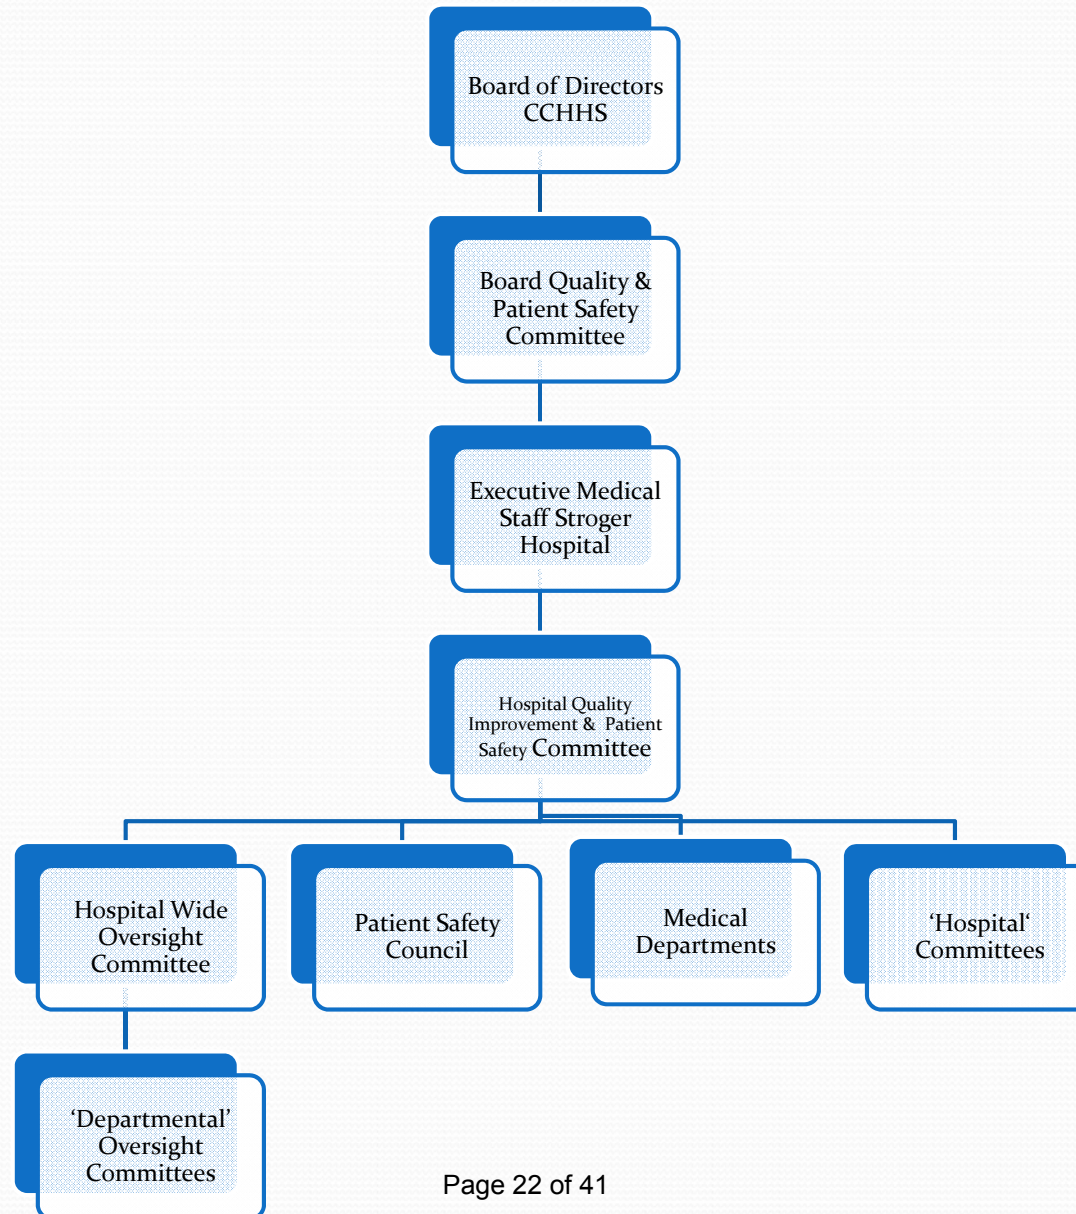 Board of Directors
CCHHS
Board Quality &
Patient Safety
Committee
Executive Medical
Staff Stroger
Hospital
Hospital Quality
Improvement & Patient
Safety Committee
Hospital Wide
Oversight
Committee
Patient Safety
Council
Medical
Departments
‘Hospital‘
Committees
‘Departmental’
Oversight
Committees
Page 22 of 41